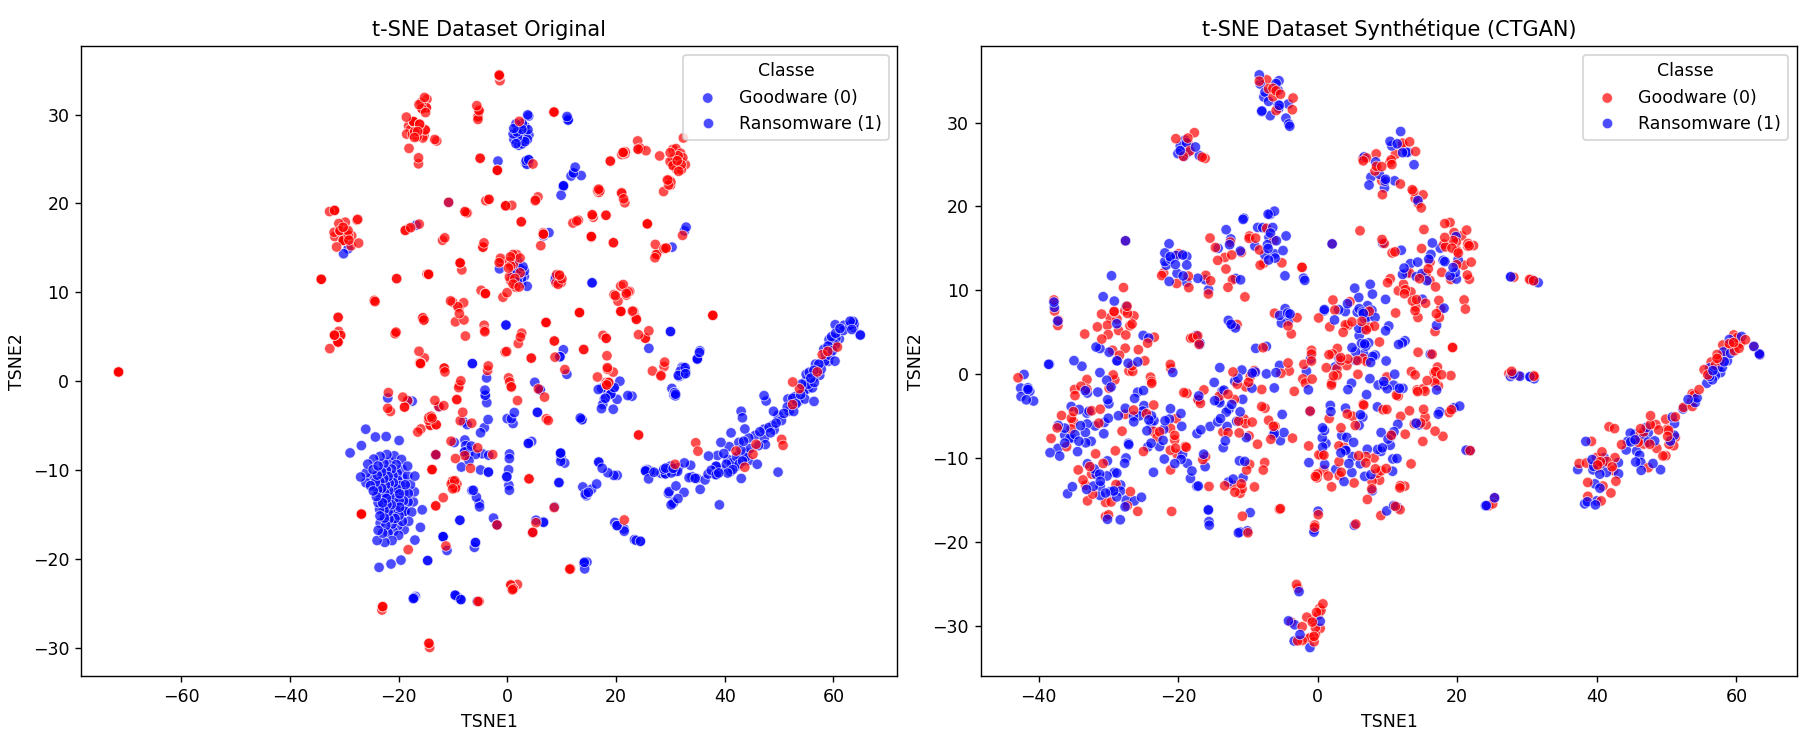 t-SNE Dataset Original
Classe
Goodware (0)
Ransomware (1)
30
20
10
0
−10
−20
−30
TSNE2
−60
−40
−20
0
20
40
60
TSNE1
t-SNE Dataset Synthétique (CTGAN)
Classe
Goodware (0)
Ransomware (1)
30
20
10
0
−10
−20
−30
TSNE2
−40
−20
0
20
40
60
TSNE1